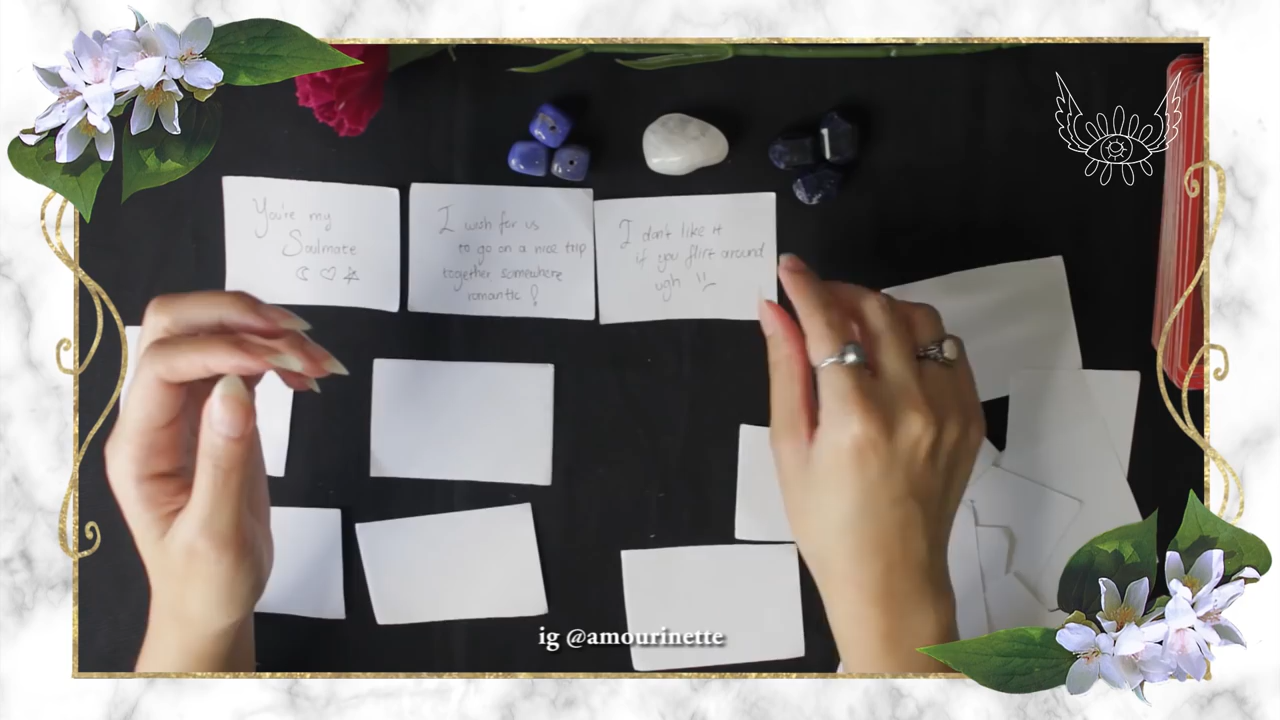 You're my
Soulmate
I wish for us
to go on a nice trip
together somewhere
romantic !
I don't like it
if you flirt around
ugh
ig @amourinette